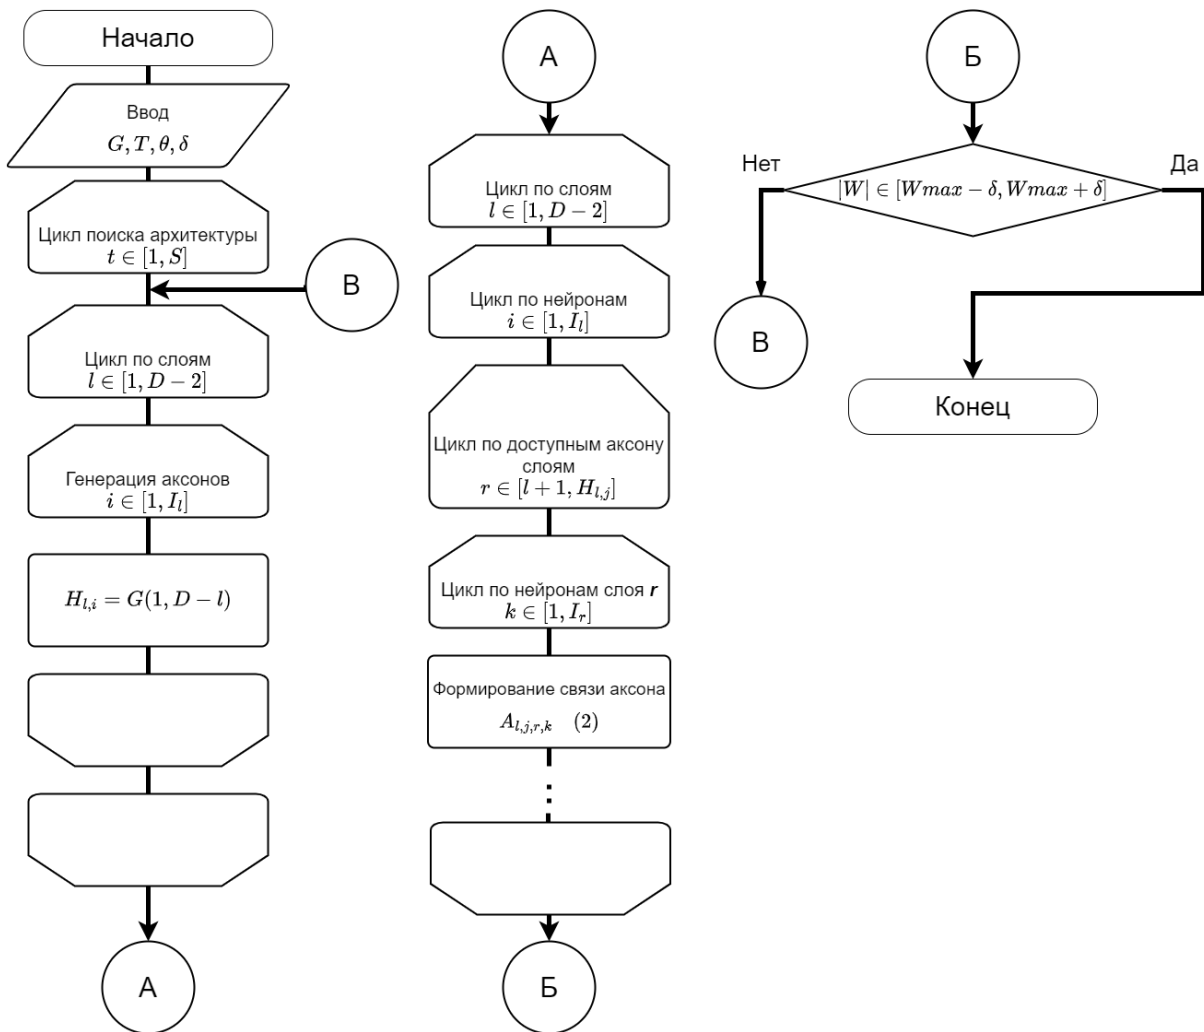 Начало
Ввод
G, T, θ, δ
Цикл поиска архитектуры
t ∈ [1, S]
В
Цикл по слоям
l ∈ [1, D − 2]
Генерация аксонов
i ∈ [1, I_l]
H_{l,i} = G(1, D − l)
А
А
Цикл по слоям
l ∈ [1, D − 2]
Цикл по нейронам
i ∈ [1, I_l]
Цикл по доступным аксону
слоям
r ∈ [l + 1, H_{l,j}]
Цикл по нейронам слоя r
k ∈ [1, I_r]
Формирование связи аксона
A_{l,j,r,k} (2)
Б
Б
Нет
Да
|W| ∈ [Wmax − δ, Wmax + δ]
В
Конец